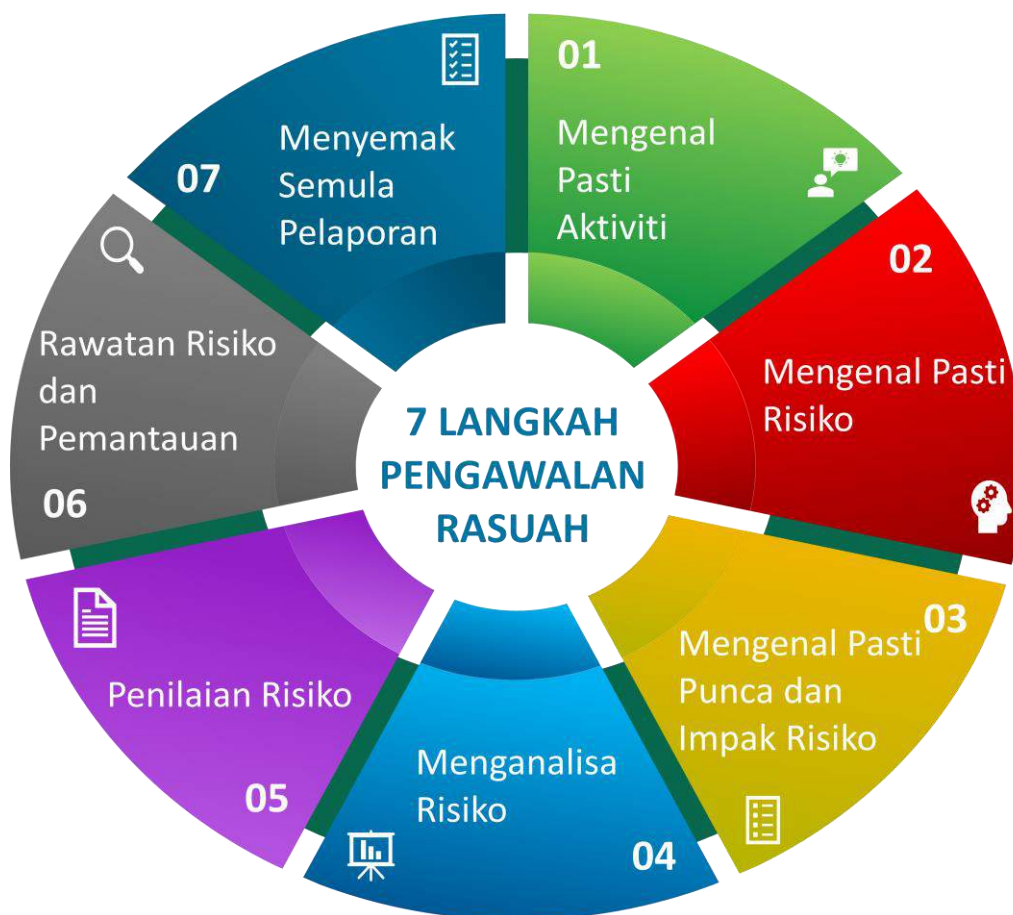 7 LANGKAH
PENGAWALAN
RASUAH
01
Mengenal
Pasti
Aktiviti
02
Mengenal Pasti
Risiko
03
Mengenal Pasti
Punca dan
Impak Risiko
04
Menganalisa
Risiko
05
Penilaian Risiko
06
Rawatan Risiko
dan
Pemantauan
07
Menyemak
Semula
Pelaporan